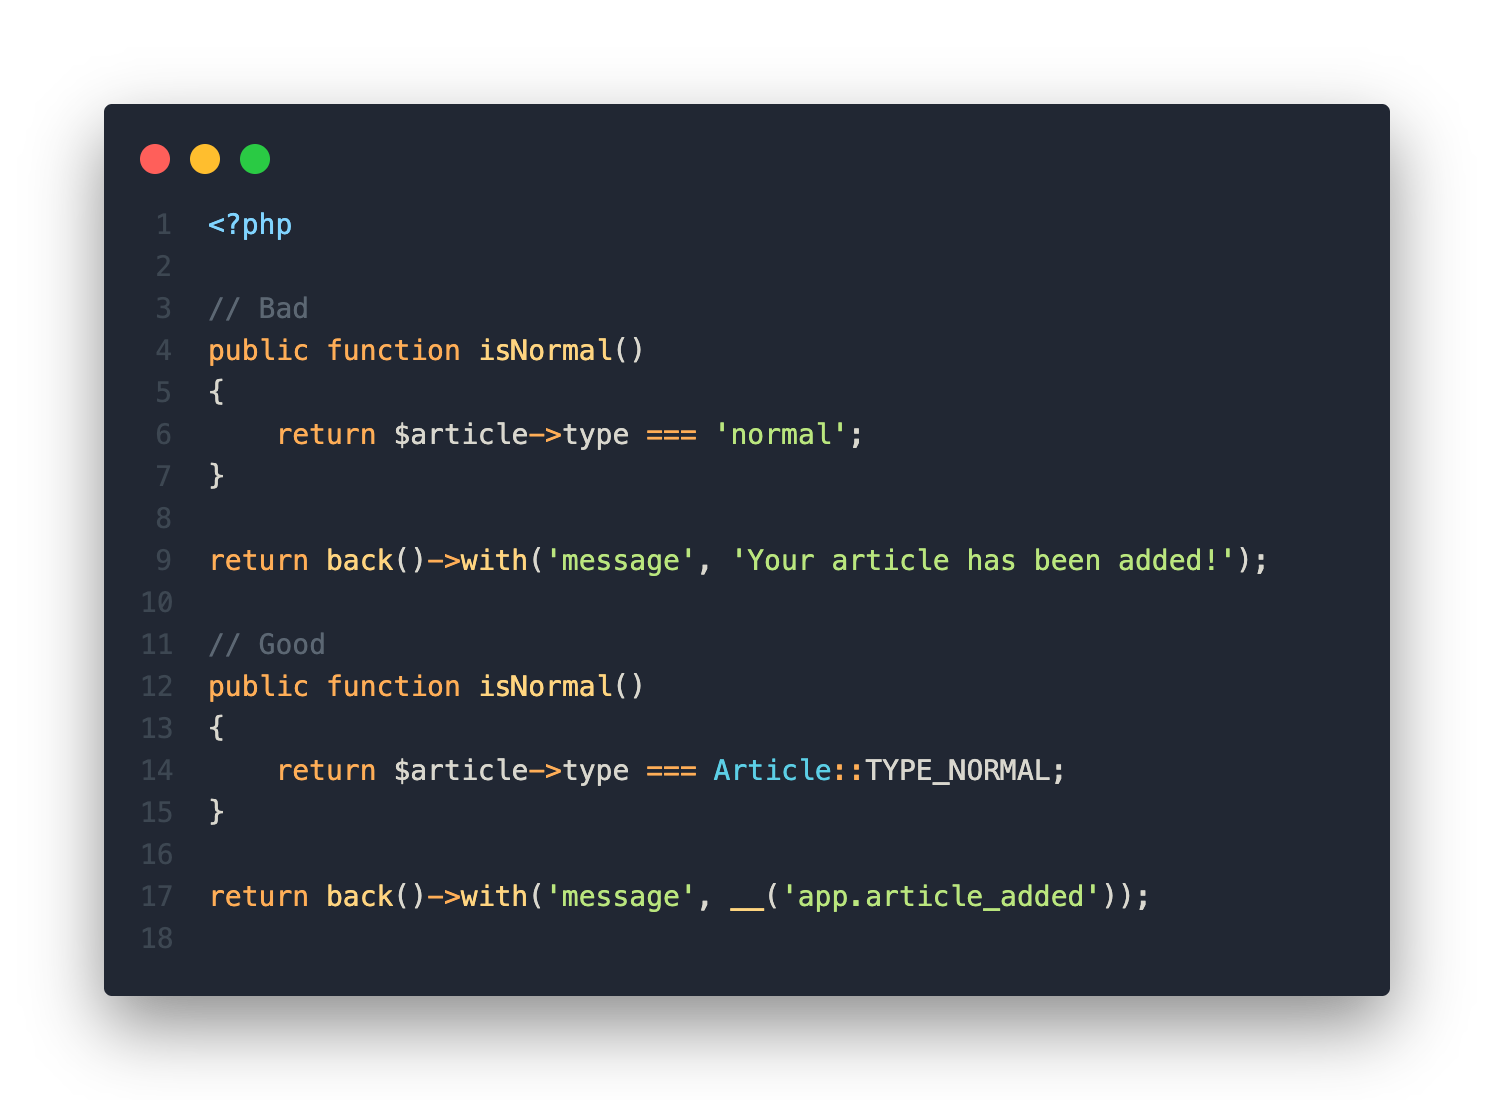 1 <?php
2
3 // Bad
4 public function isNormal()
5 {
6     return $article->type === 'normal';
7 }
8
9 return back()->with('message', 'Your article has been added!');
10
11 // Good
12 public function isNormal()
13 {
14     return $article->type === Article::TYPE_NORMAL;
15 }
16
17 return back()->with('message', __('app.article_added'));
18